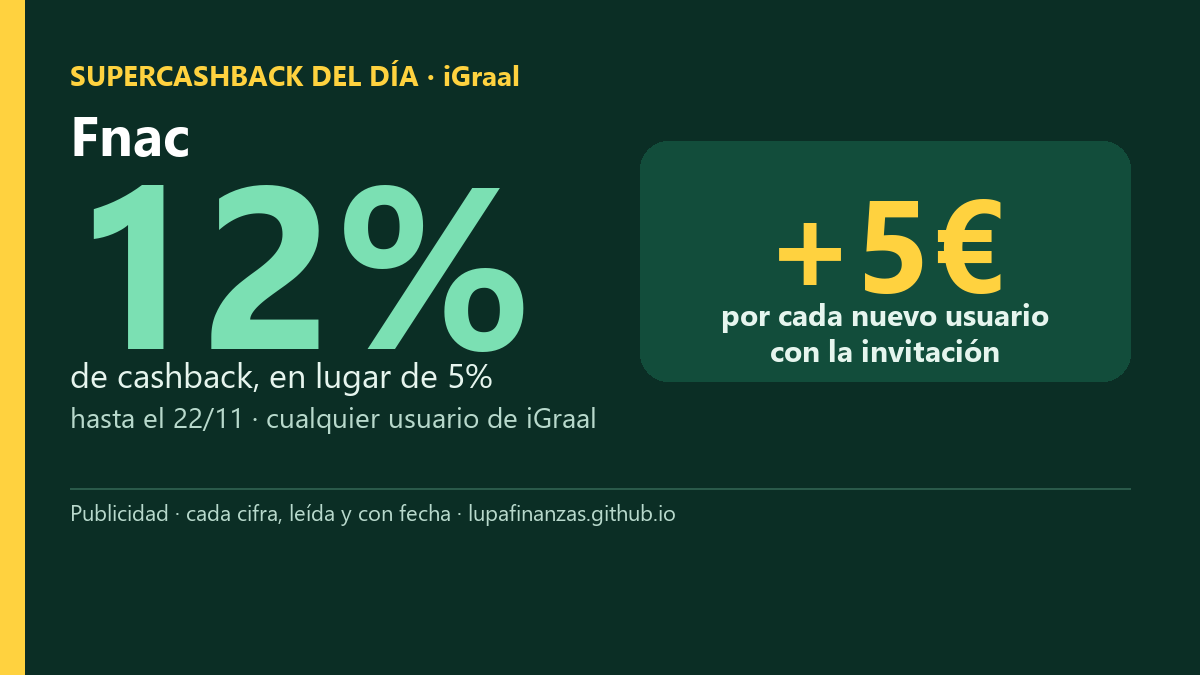 SUPERCASHBACK DEL DÍA · iGraal
Fnac
12%
de cashback, en lugar de 5%
hasta el 22/11 · cualquier usuario de iGraal
+5€
por cada nuevo usuario
con la invitación
Publicidad · cada cifra, leída y con fecha · lupafinanzas.github.io